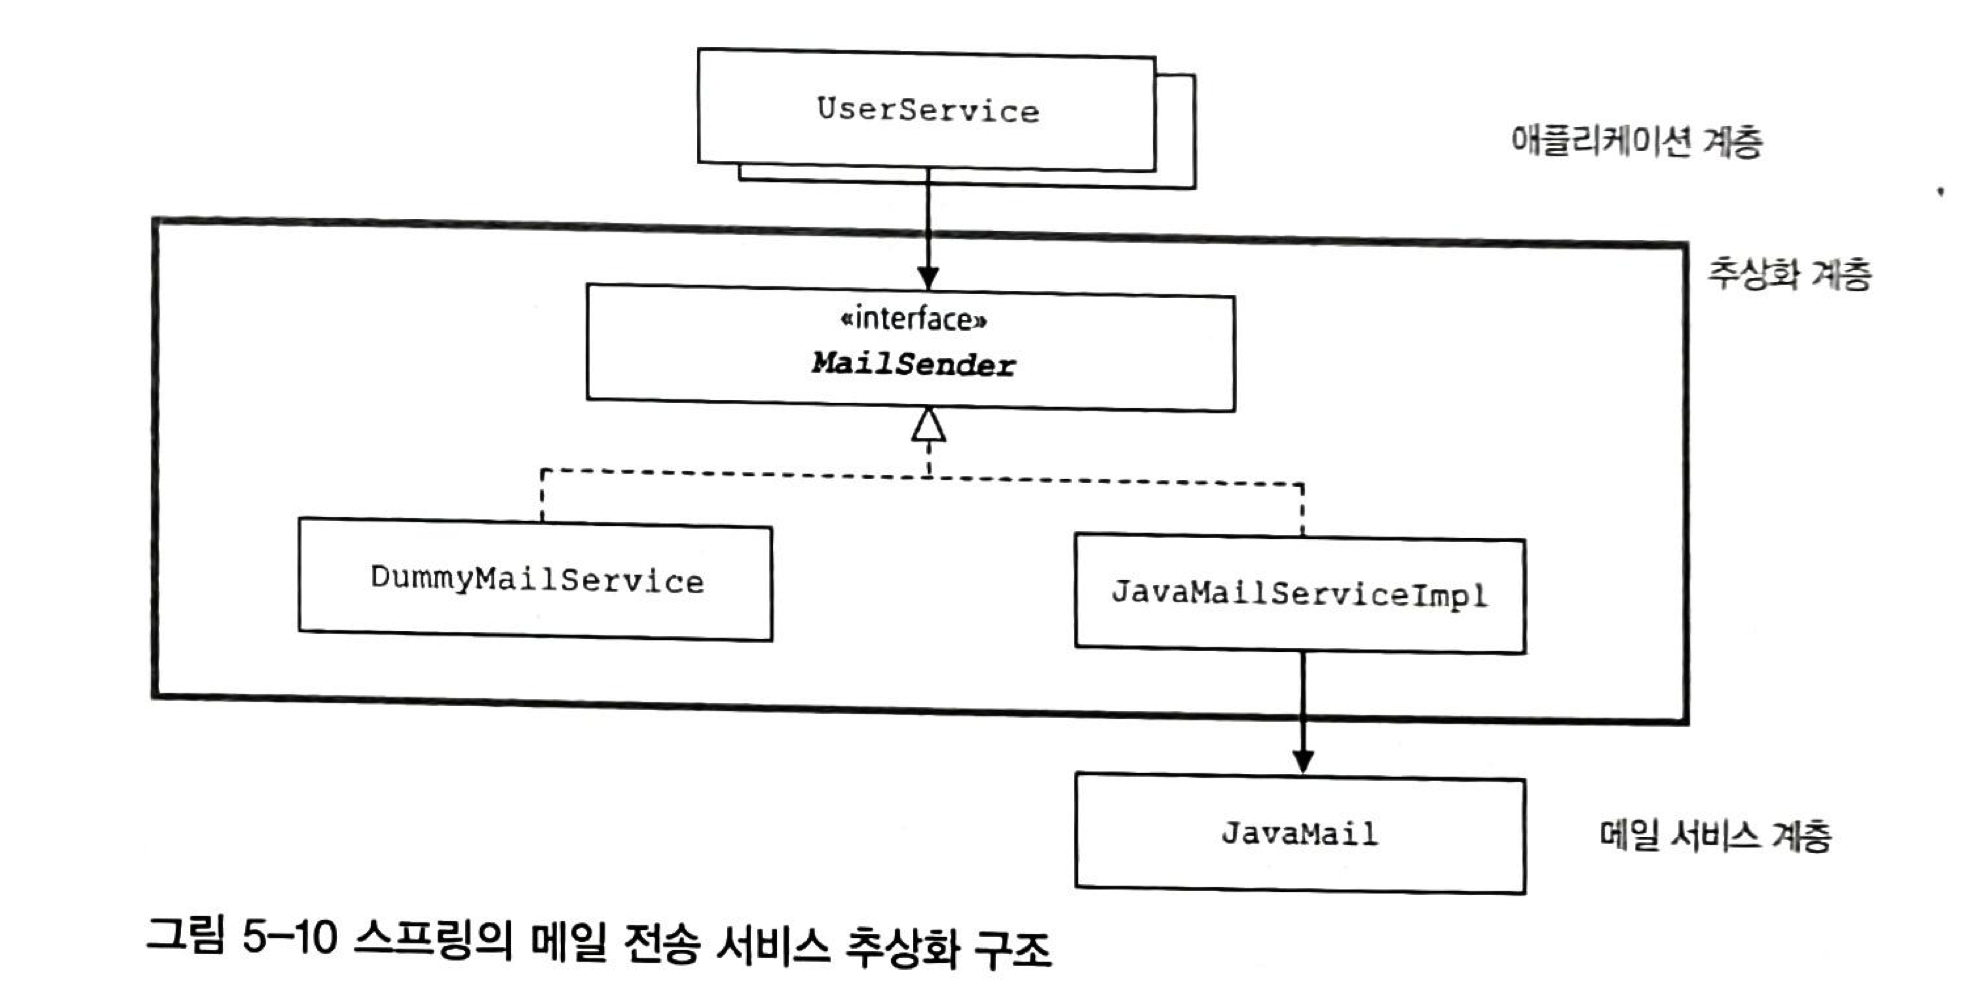 UserService
애플리케이션 계층
추상화 계층
«interface»
MailSender
DummyMailService
JavaMailServiceImpl
JavaMail
메일 서비스 계층
그림 5-10 스프링의 메일 전송 서비스 추상화 구조